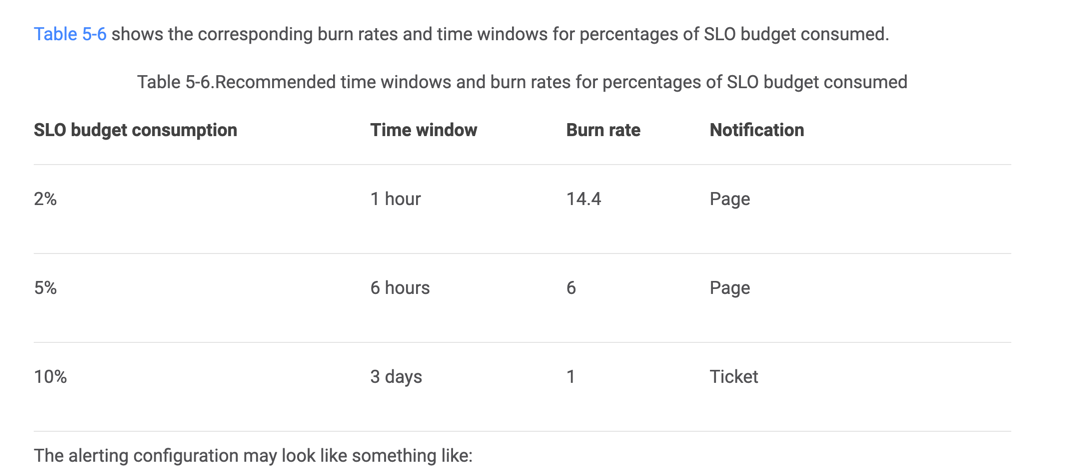 Table 5-6 shows the corresponding burn rates and time windows for percentages of SLO budget consumed.
Table 5-6.Recommended time windows and burn rates for percentages of SLO budget consumed
SLO budget consumption Time window Burn rate Notification
2% 1 hour 14.4 Page
5% 6 hours 6 Page
10% 3 days 1 Ticket
The alerting configuration may look like something like: